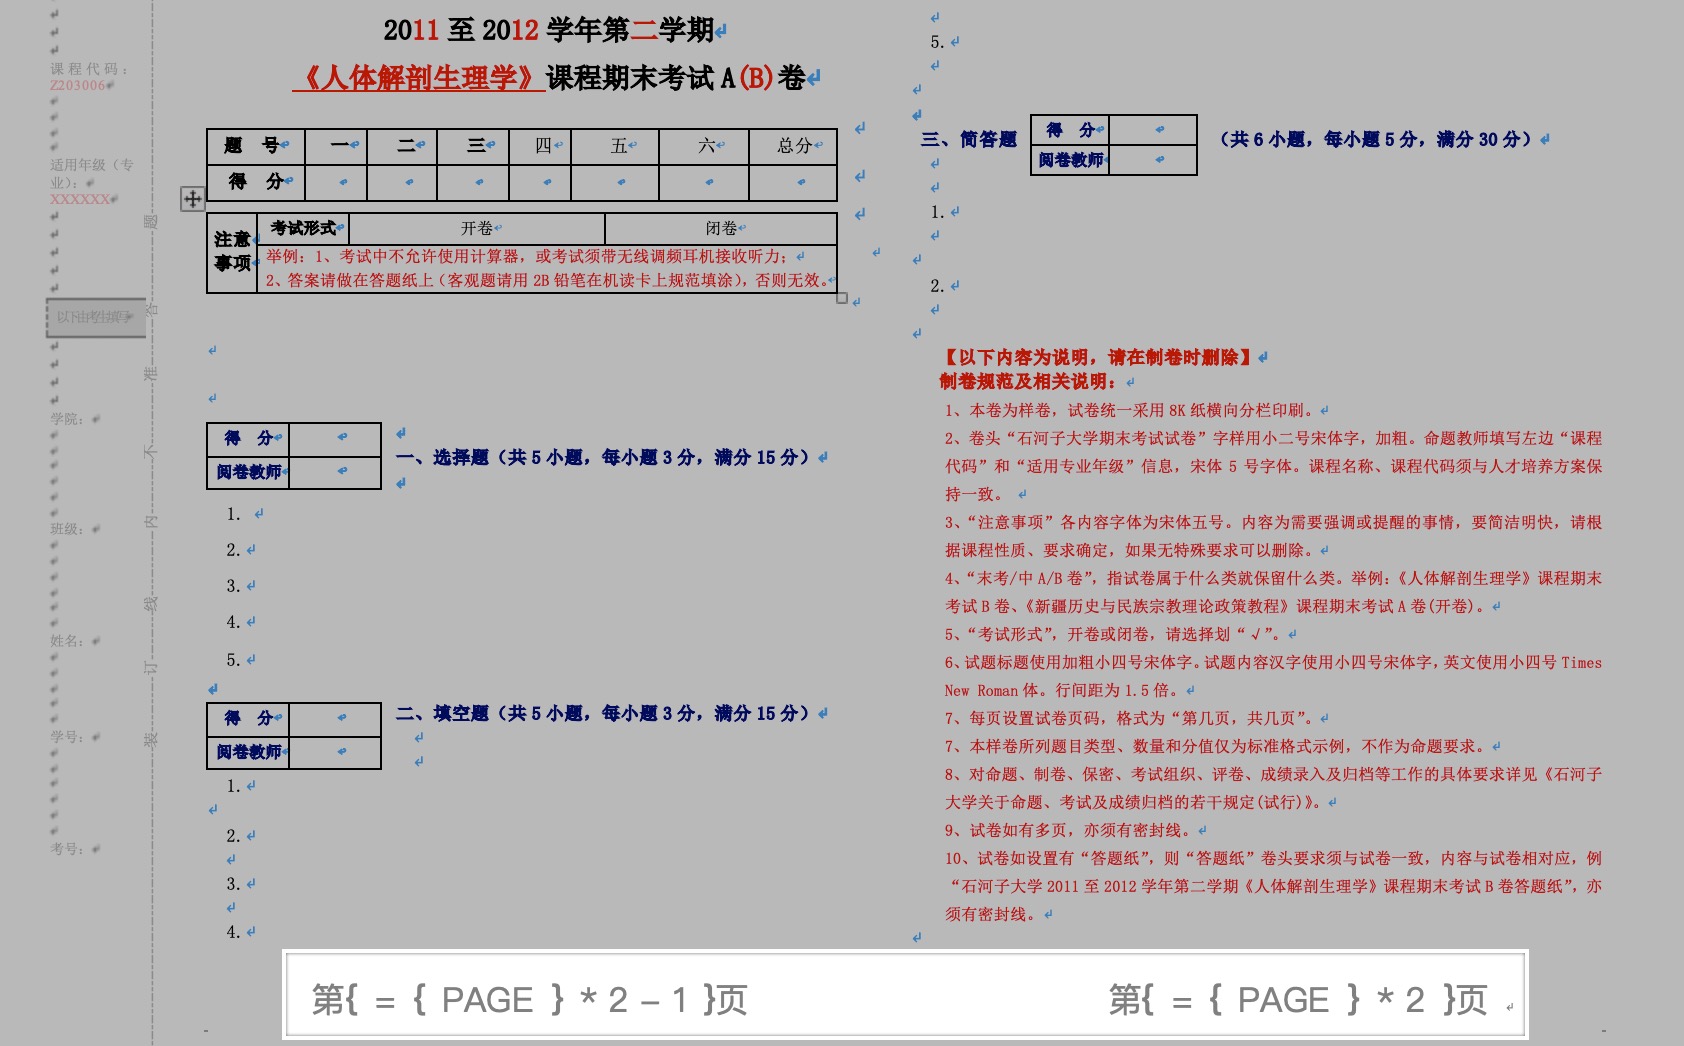 课程代码：
Z203006
适用年级（专
业）：
XXXXXX
以下由考生填写
学院：
班级：
姓名：
学号：
考号：
题
答
准
不
内
线
订
装
2011 至 2012 学年第二学期
《人体解剖生理学》课程期末考试 A(B)卷
题 号 一 二 三 四 五 六 总分
得 分
注意
事项
考试形式 开卷 闭卷
举例：1、考试中不允许使用计算器，或考试须带无线调频耳机接收听力；
2、答案请做在答题纸上（客观题请用 2B 铅笔在机读卡上规范填涂），否则无效。
得 分
阅卷教师
一、选择题（共 5 小题，每小题 3 分，满分 15 分）
1.
2.
3.
4.
5.
得 分
阅卷教师
二、填空题（共 5 小题，每小题 3 分，满分 15 分）
1.
2.
3.
4.
5.
三、简答题
得 分
阅卷教师
（共 6 小题，每小题 5 分，满分 30 分）
1.
2.
【以下内容为说明，请在制卷时删除】
制卷规范及相关说明：
1、本卷为样卷，试卷统一采用 8K 纸横向分栏印刷。
2、卷头“石河子大学期末考试试卷”字样用小二号宋体字，加粗。命题教师填写左边“课程
代码”和“适用专业年级”信息，宋体 5 号字体。课程名称、课程代码须与人才培养方案保
持一致。
3、“注意事项”各内容字体为宋体五号。内容为需要强调或提醒的事情，要简洁明快，请根
据课程性质、要求确定，如果无特殊要求可以删除。
4、“末考/中 A/B 卷”，指试卷属于什么类就保留什么类。举例：《人体解剖生理学》课程期末
考试 B 卷、《新疆历史与民族宗教理论政策教程》课程期末考试 A 卷(开卷)。
5、“考试形式”，开卷或闭卷，请选择划“√”。
6、试题标题使用加粗小四号宋体字。试题内容汉字使用小四号宋体字，英文使用小四号 Times
New Roman 体。行间距为 1.5 倍。
7、每页设置试卷页码，格式为“第几页，共几页”。
7、本样卷所列题目类型、数量和分值仅为标准格式示例，不作为命题要求。
8、对命题、制卷、保密、考试组织、评卷、成绩录入及归档等工作的具体要求详见《石河子
大学关于命题、考试及成绩归档的若干规定(试行)》。
9、试卷如有多页，亦须有密封线。
10、试卷如设置有“答题纸”，则“答题纸”卷头要求须与试卷一致，内容与试卷相对应，例
“石河子大学 2011 至 2012 学年第二学期《人体解剖生理学》课程期末考试 B 卷答题纸”，亦
须有密封线。
第{ = { PAGE } * 2 – 1 }页
第{ = { PAGE } * 2 }页